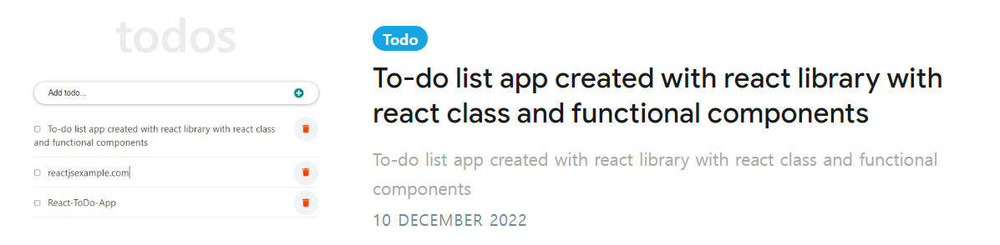 todos
Add todo...
To-do list app created with react library with react class
and functional components
reactjsexample.com
React-ToDo-App
Todo
To-do list app created with react library with
react class and functional components
To-do list app created with react library with react class and functional
components
10 DECEMBER 2022